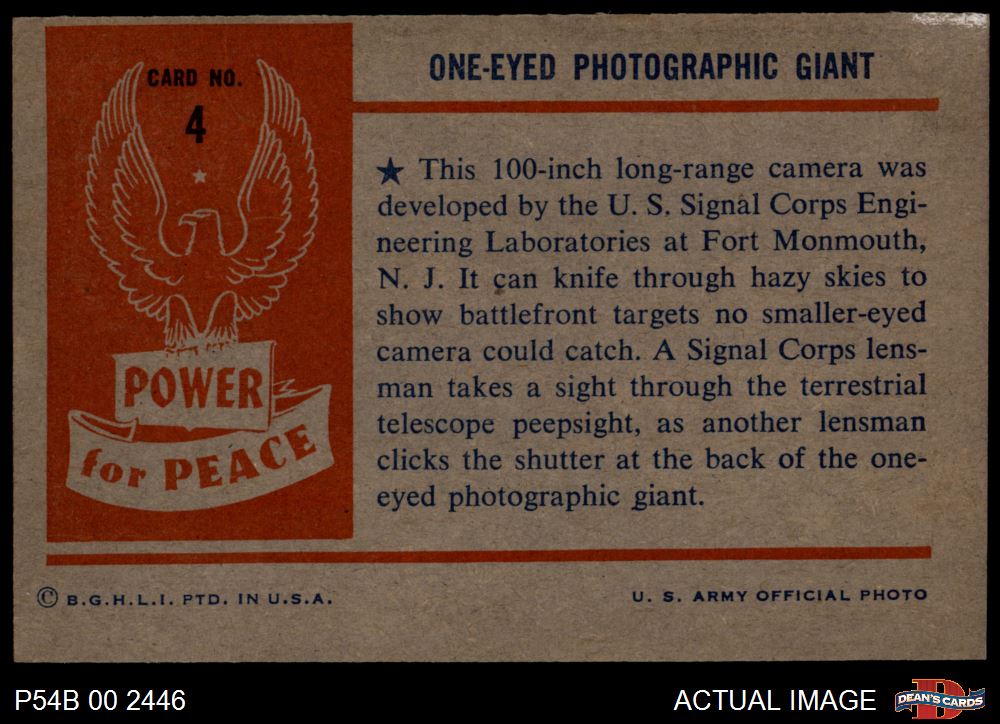 CARD NO.
4
POWER
for PEACE
ONE-EYED PHOTOGRAPHIC GIANT
★ This 100-inch long-range camera was
developed by the U. S. Signal Corps Engi-
neering Laboratories at Fort Monmouth,
N. J. It can knife through hazy skies to
show battlefront targets no smaller-eyed
camera could catch. A Signal Corps lens-
man takes a sight through the terrestrial
telescope peepsight, as another lensman
clicks the shutter at the back of the one-
eyed photographic giant.
© B.G.H.L.I. PTD. IN U.S.A.
U. S. ARMY OFFICIAL PHOTO
P54B 00 2446
ACTUAL IMAGE
D
DEAN'S CARDS